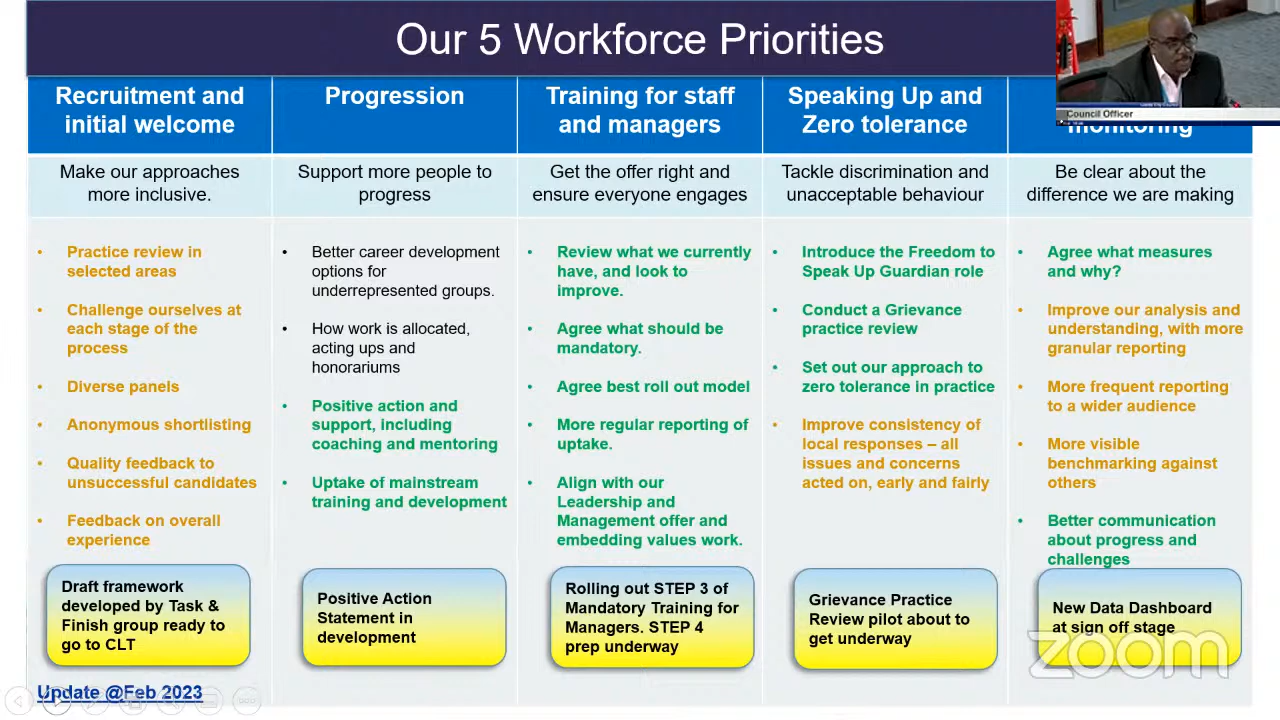 Our 5 Workforce Priorities
Council Officer
Recruitment and
initial welcome
Progression
Training for staff
and managers
Speaking Up and
Zero tolerance
monitoring
Make our approaches
more inclusive.
Support more people to
progress
Get the offer right and
ensure everyone engages
Tackle discrimination and
unacceptable behaviour
Be clear about the
difference we are making
• Practice review in
selected areas
• Challenge ourselves at
each stage of the
process
• Diverse panels
• Anonymous shortlisting
• Quality feedback to
unsuccessful candidates
• Feedback on overall
experience
• Better career development
options for
underrepresented groups.
• How work is allocated,
acting ups and
honorariums
• Positive action and
support, including
coaching and mentoring
• Uptake of mainstream
training and development
• Review what we currently
have, and look to
improve.
• Agree what should be
mandatory.
• Agree best roll out model
• More regular reporting of
uptake.
• Align with our
Leadership and
Management offer and
embedding values work.
• Introduce the Freedom to
Speak Up Guardian role
• Conduct a Grievance
practice review
• Set out our approach to
zero tolerance in practice
• Improve consistency of
local responses – all
issues and concerns
acted on, early and fairly
• Agree what measures
and why?
• Improve our analysis and
understanding, with more
granular reporting
• More frequent reporting
to a wider audience
• More visible
benchmarking against
others
• Better communication
about progress and
challenges
Draft framework
developed by Task &
Finish group ready to
go to CLT
Positive Action
Statement in
development
Rolling out STEP 3 of
Mandatory Training for
Managers. STEP 4
prep underway
Grievance Practice
Review pilot about to
get underway
New Data Dashboard
at sign off stage
zoom
Update @Feb 2023